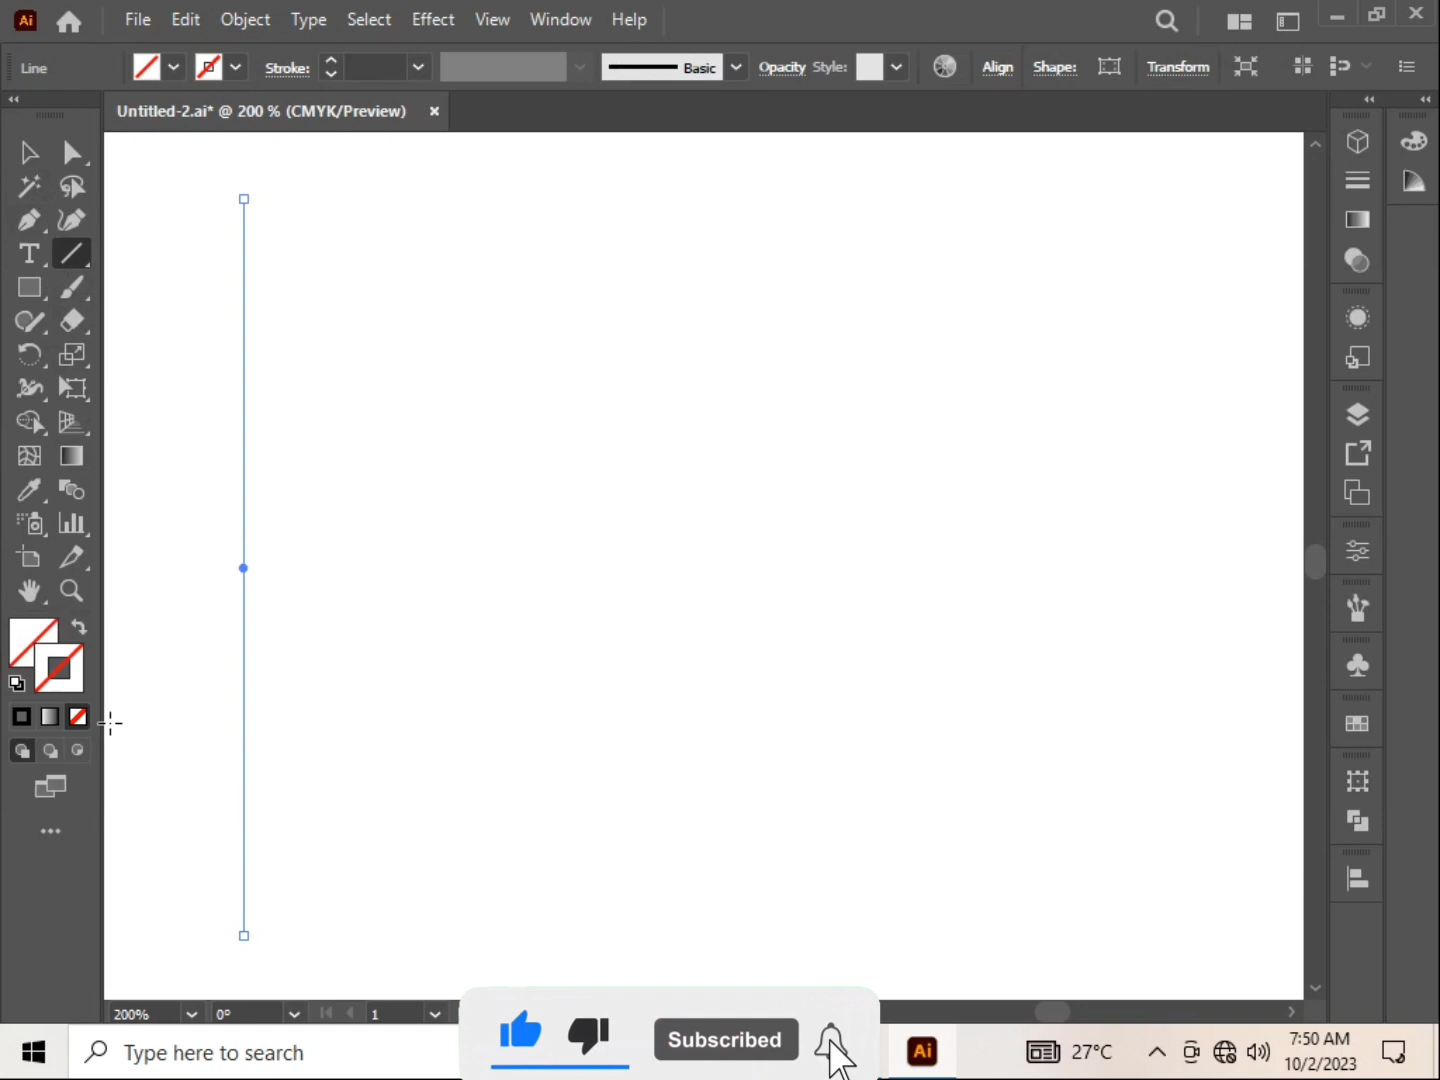 Ai File Edit Object Type Select Effect View Window Help
Line Stroke: Basic Opacity Style: Align Shape: Transform
Untitled-2.ai* @ 200 % (CMYK/Preview) ×
T
200% 0° 1
Type here to search Subscribed Ai 27°C 7:50 AM
10/2/2023